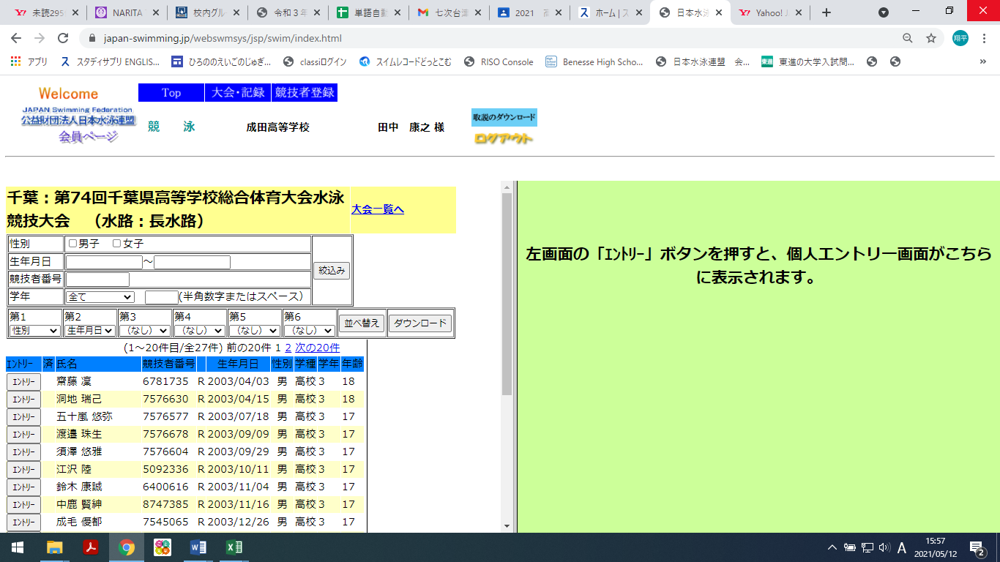 未読295
NARITA
校内グル
令和３年
単語自動
七次台湾
2021 高
ホーム | ス
日本水泳
Yahoo! J
japan-swimming.jp/webswmsys/jsp/swim/index.html
翔平
アプリ スタディサプリ ENGLIS... ひろののえいごのじゅぎ... classiログイン スイムレコードどっとこむ RISO Console Benesse High Scho... 日本水泳連盟 会... 東進の大学入試問... »
Welcome
JAPAN Swimming Federation
公益財団法人日本水泳連盟
会員ページ
Top 大会・記録 競技者登録
競 泳 成田高等学校 田中 康之 様
取説のダウンロード
ログアウト
千葉：第74回千葉県高等学校総合体育大会水泳
競技大会 （水路：長水路）
大会一覧へ
性別 男子 女子
生年月日 ～
競技者番号
学年 全て (半角数字またはスペース)
絞込み
第1 第2 第3 第4 第5 第6
性別 生年月日 （なし） （なし） （なし） （なし） 並べ替え ダウンロード
(1～20件目/全27件) 前の20件 1 2 次の20件
ｴﾝﾄﾘｰ 済 氏名 競技者番号 生年月日 性別 学種 学年 年齢
ｴﾝﾄﾘｰ 齋藤 凜 6781735 R 2003/04/03 男 高校 3 18
ｴﾝﾄﾘｰ 洞地 瑞己 7576630 R 2003/04/15 男 高校 3 18
ｴﾝﾄﾘｰ 五十嵐 悠弥 7576577 R 2003/07/18 男 高校 3 17
ｴﾝﾄﾘｰ 渡邉 珠生 7576678 R 2003/09/09 男 高校 3 17
ｴﾝﾄﾘｰ 須澤 悠雅 7576604 R 2003/09/29 男 高校 3 17
ｴﾝﾄﾘｰ 江沢 陸 5092336 R 2003/10/11 男 高校 3 17
ｴﾝﾄﾘｰ 鈴木 康誠 6400616 R 2003/11/04 男 高校 3 17
ｴﾝﾄﾘｰ 中鹿 賢紳 8747385 R 2003/11/16 男 高校 3 17
ｴﾝﾄﾘｰ 成毛 優都 7545065 R 2003/12/26 男 高校 3 17
左画面の「ｴﾝﾄﾘｰ」ボタンを押すと、個人エントリー画面がこちら
に表示されます。
A
15:57
2021/05/12
2